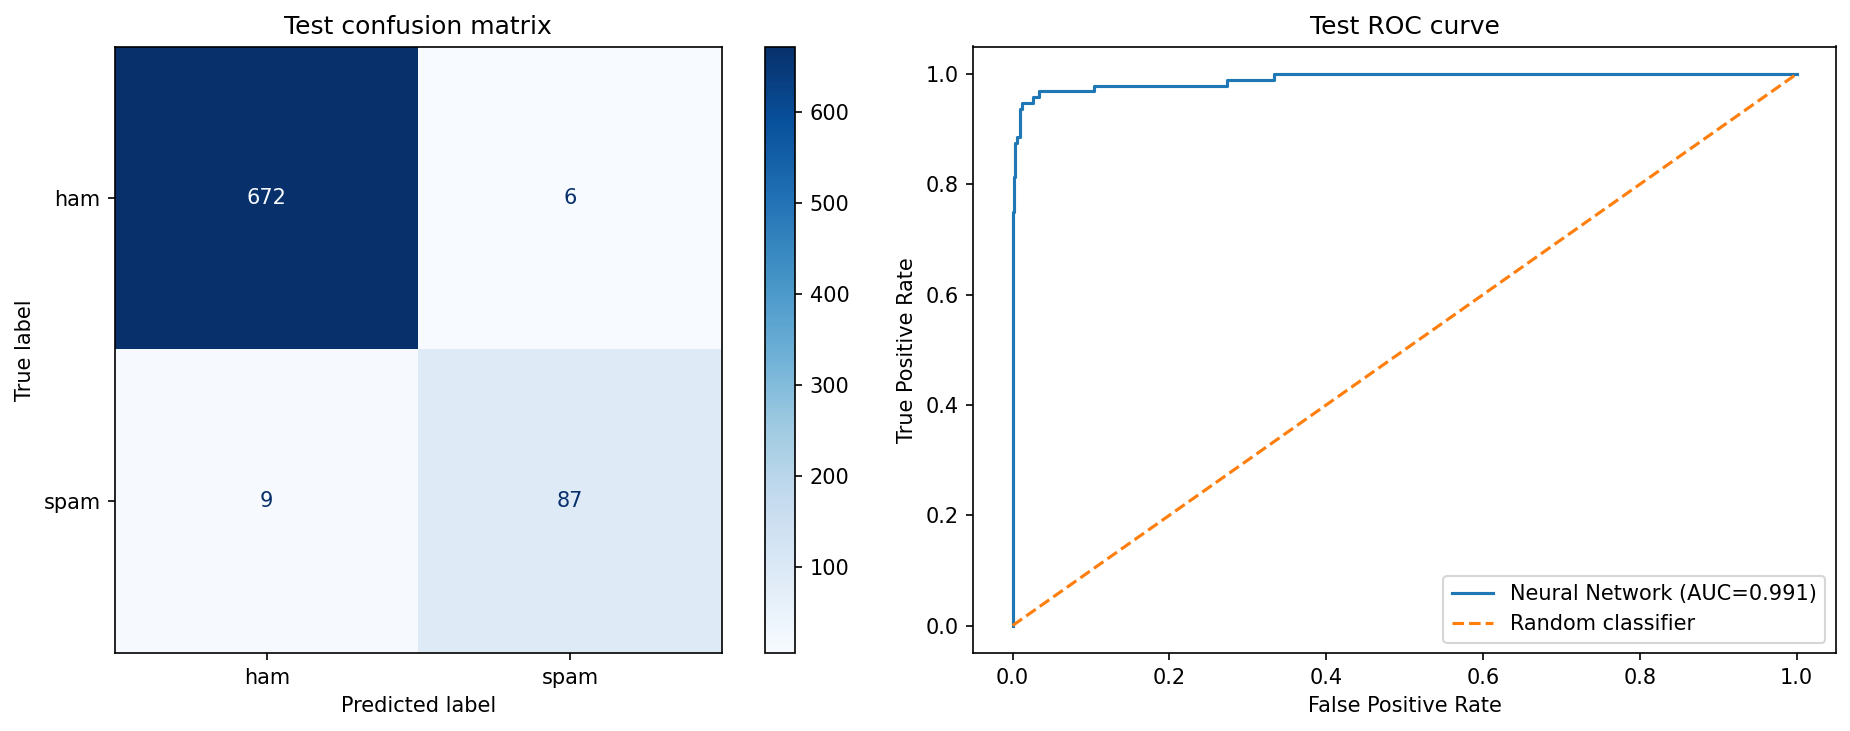 Test confusion matrix
True label
ham
spam
672
6
9
87
ham
spam
Predicted label
600
500
400
300
200
100
Test ROC curve
True Positive Rate
1.0
0.8
0.6
0.4
0.2
0.0
Neural Network (AUC=0.991)
Random classifier
0.0
0.2
0.4
0.6
0.8
1.0
False Positive Rate